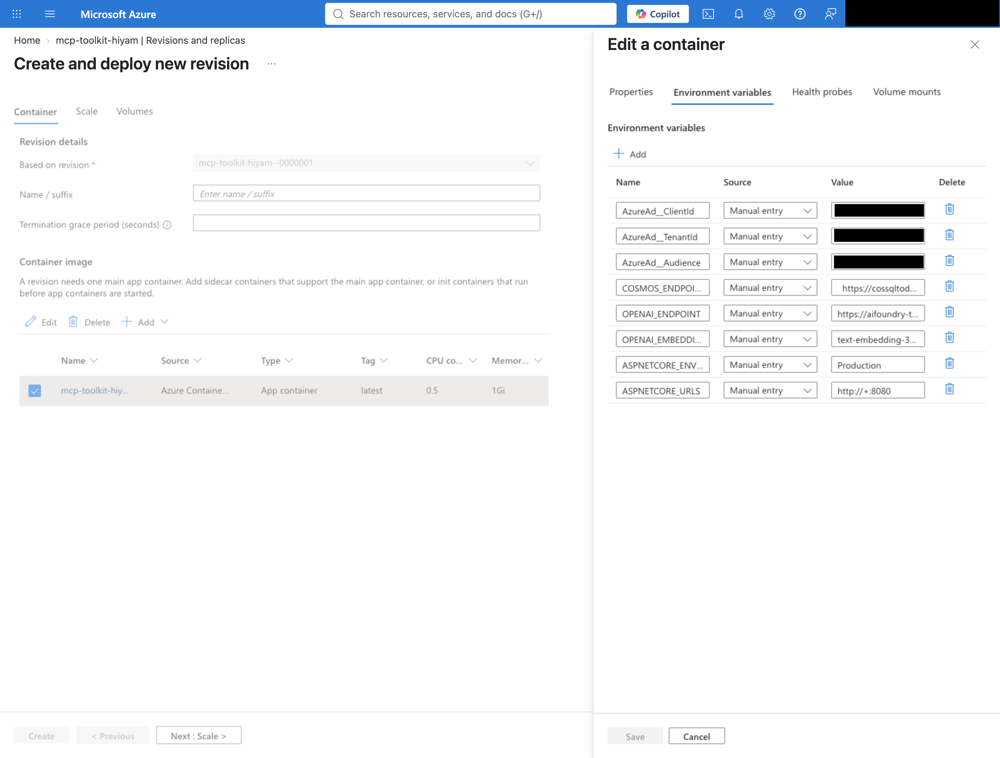 Microsoft Azure
Search resources, services, and docs (G+/)
Copilot
Home > mcp-toolkit-hiyam | Revisions and replicas
Create and deploy new revision ...
Container Scale Volumes
Revision details
Based on revision *
mcp-toolkit-hiyam--0000001
Name / suffix
Enter name / suffix
Termination grace period (seconds)
Container image
A revision needs one main app container. Add sidecar containers that support the main app container, or init containers that run
before app containers are started.
Edit Delete Add
Name Source Type Tag CPU co... Memor...
mcp-toolkit-hiy... Azure Containe... App container latest 0.5 1Gi
Create < Previous Next : Scale >
Edit a container
Properties Environment variables Health probes Volume mounts
Environment variables
Add
Name Source Value Delete
AzureAd__ClientId Manual entry
AzureAd__TenantId Manual entry
AzureAd__Audience Manual entry
COSMOS_ENDPOI... Manual entry https://cossqltod...
OPENAI_ENDPOINT Manual entry https://aifoundry-t...
OPENAI_EMBEDDI... Manual entry text-embedding-3...
ASPNETCORE_ENV... Manual entry Production
ASPNETCORE_URLS Manual entry http://+:8080
Save Cancel